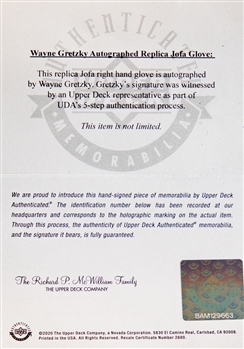 AUTHENTICATED
Wayne Gretzky Autographed Replica Jofa Glove:
This replica Jofa right hand glove is autographed
by Wayne Gretzky. Gretzky's signature was witnessed
by an Upper Deck representative as part of
UDA's 5-step authentication process.
This item is not limited.
MEMORABILIA
We are proud to introduce this hand-signed piece of memorabilia by Upper Deck
Authenticated.® The identification number below has been recorded at our
headquarters and corresponds to the holographic marking on the actual item.
Through this process, the authenticity of Upper Deck Authenticated® memorabilia,
and the signature it bears, is fully guaranteed.
The Richard P. McWilliam Family
THE UPPER DECK COMPANY
BAM129663
©2020 The Upper Deck Company, a Nevada Corporation. 5830 El Camino Real, Carlsbad, CA 92008.
Printed in the USA. All Rights Reserved. Resale Certificate Number 2680.